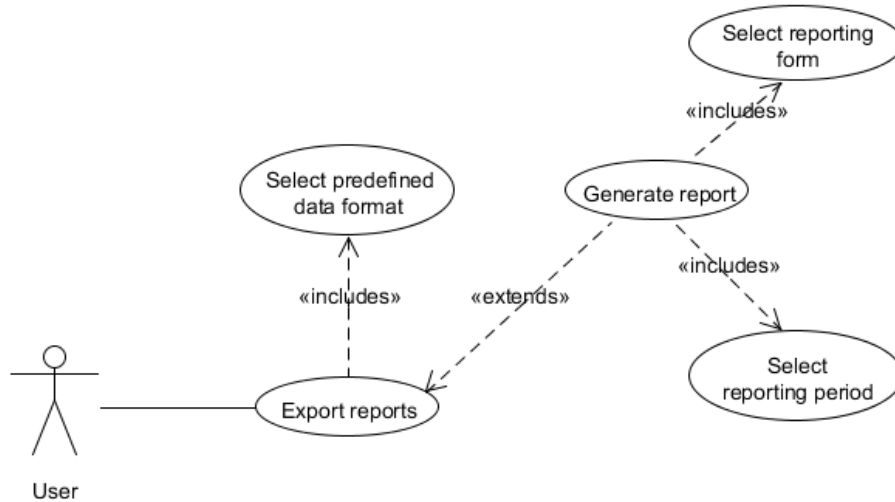 Select reporting
form
«includes»
Select predefined
data format
Generate report
«includes»
«extends»
«includes»
Select
reporting period
Export reports
User